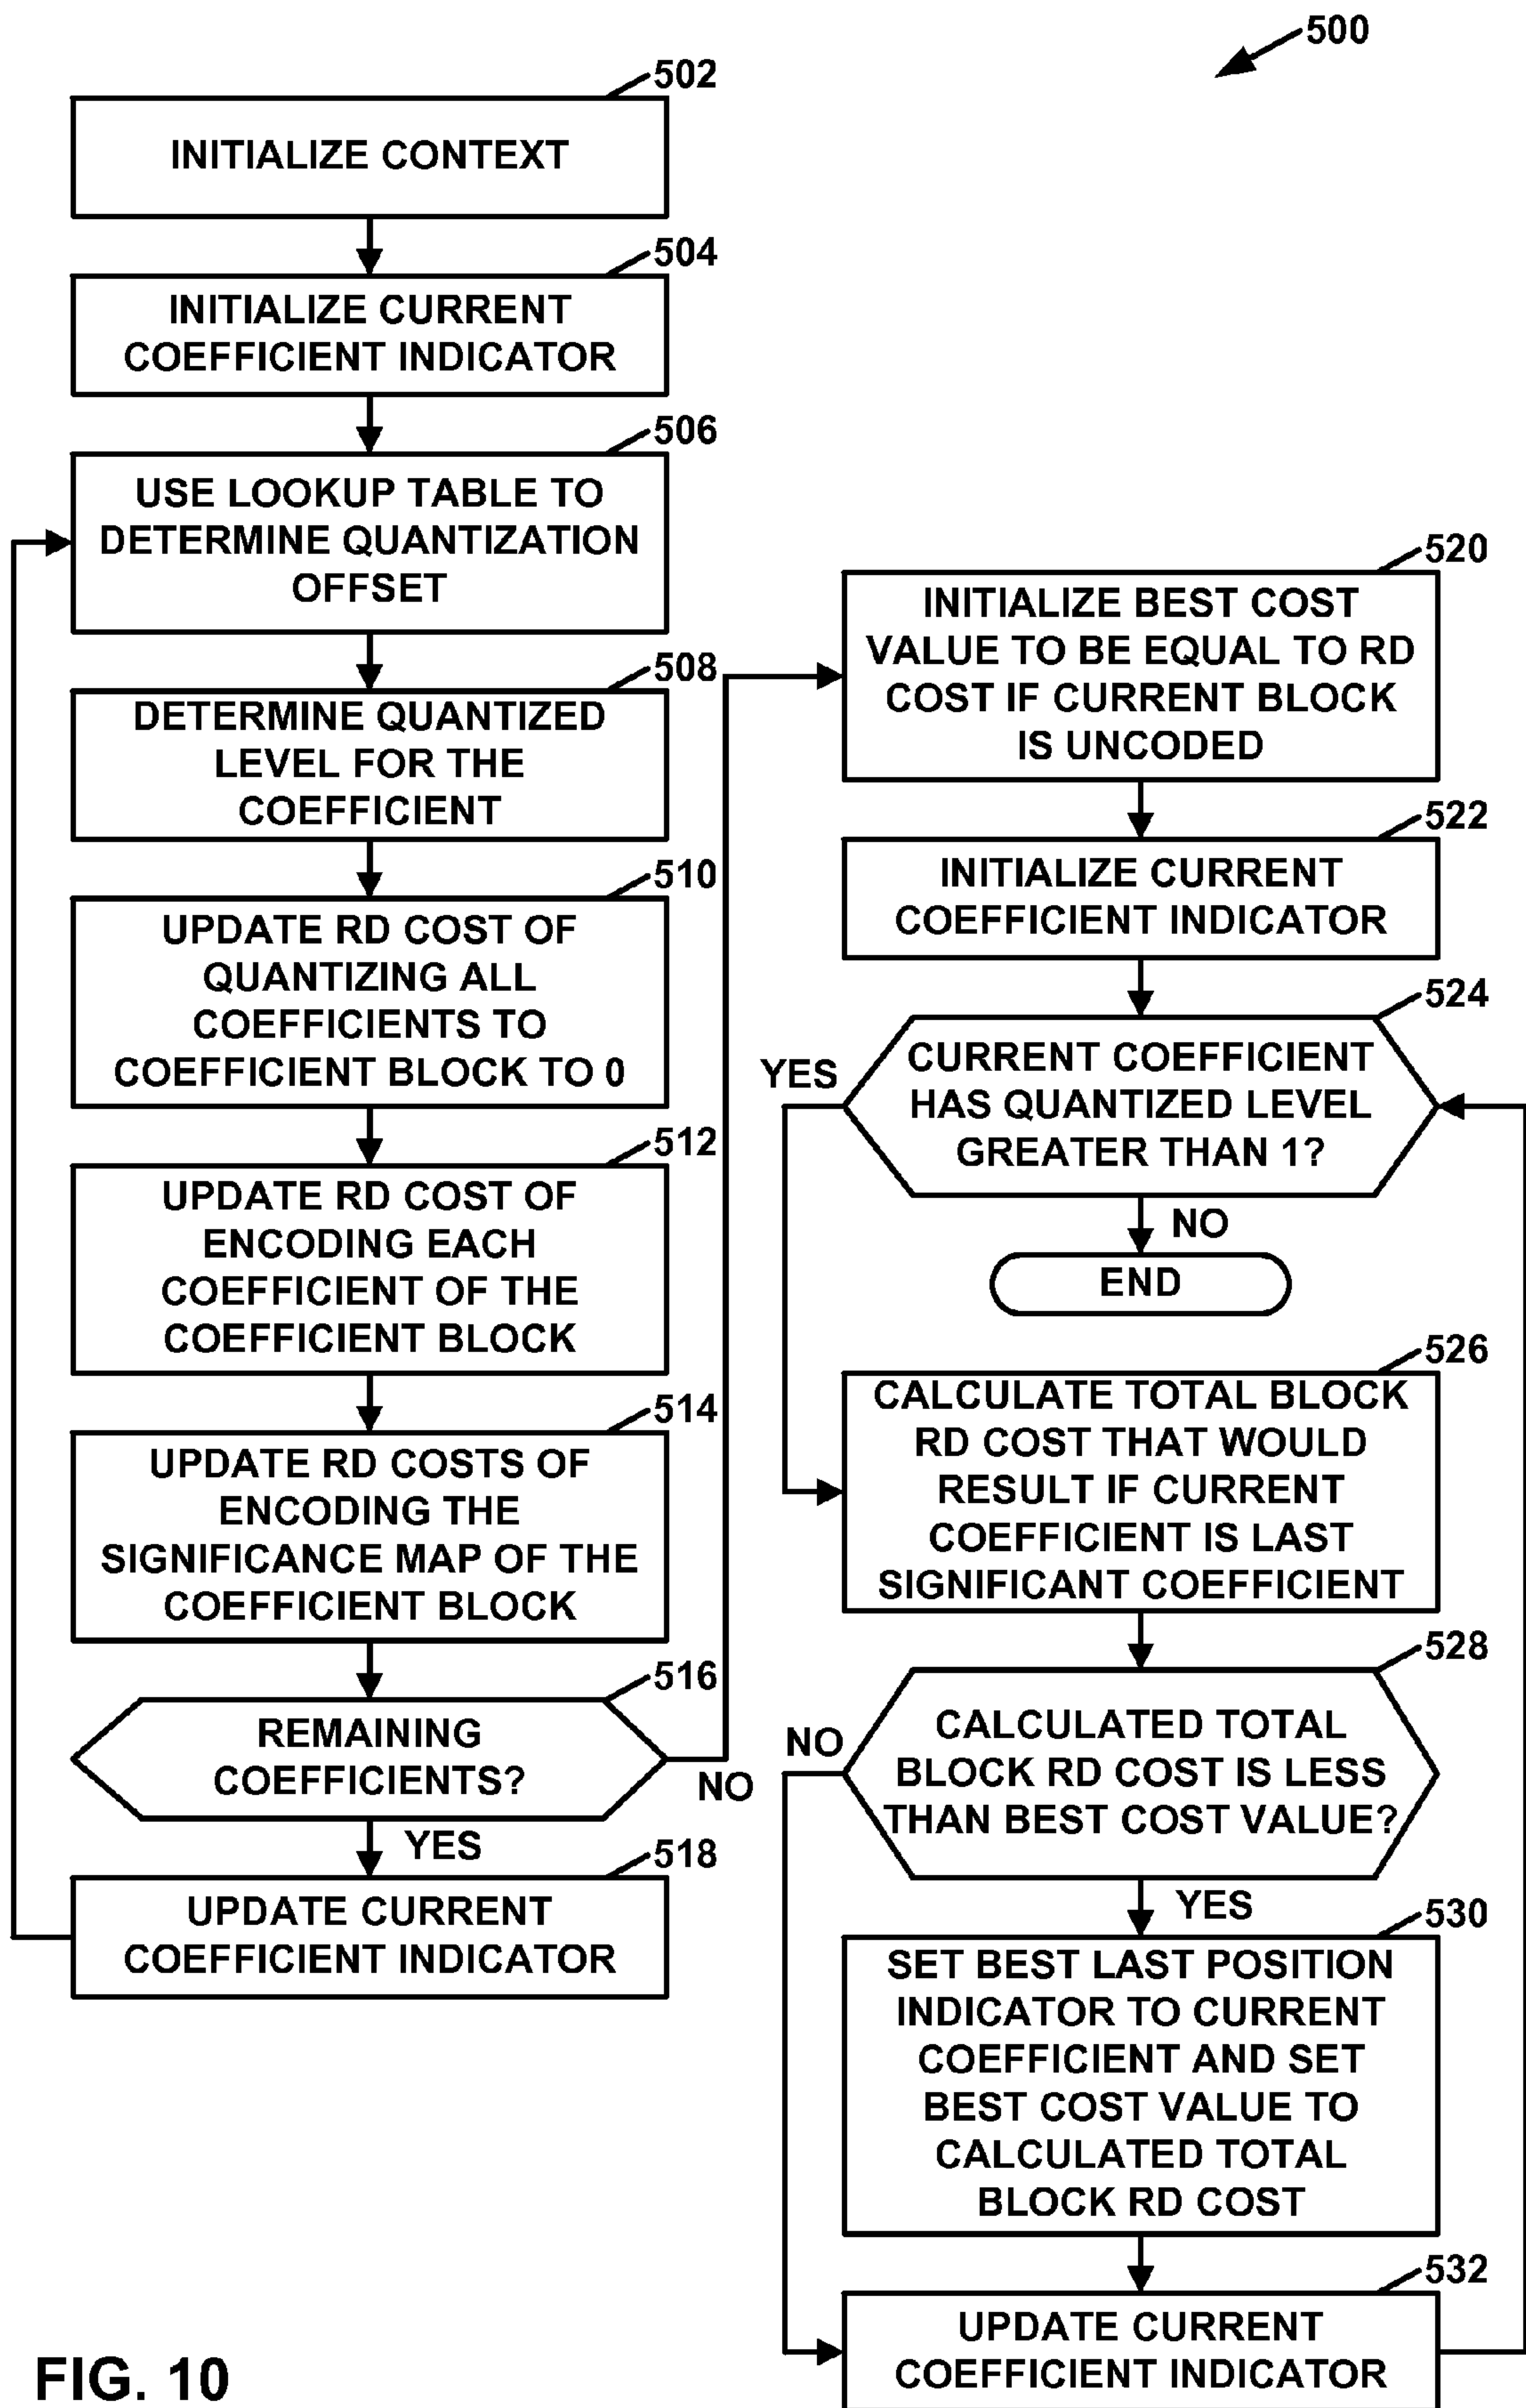 500
502
INITIALIZE CONTEXT
504
INITIALIZE CURRENT
COEFFICIENT INDICATOR
506
USE LOOKUP TABLE TO
DETERMINE QUANTIZATION
OFFSET
508
DETERMINE QUANTIZED
LEVEL FOR THE
COEFFICIENT
510
UPDATE RD COST OF
QUANTIZING ALL
COEFFICIENTS TO
COEFFICIENT BLOCK TO 0
512
UPDATE RD COST OF
ENCODING EACH
COEFFICIENT OF THE
COEFFICIENT BLOCK
514
UPDATE RD COSTS OF
ENCODING THE
SIGNIFICANCE MAP OF THE
COEFFICIENT BLOCK
516
REMAINING
COEFFICIENTS?
NO
YES
518
UPDATE CURRENT
COEFFICIENT INDICATOR
520
INITIALIZE BEST COST
VALUE TO BE EQUAL TO RD
COST IF CURRENT BLOCK
IS UNCODED
522
INITIALIZE CURRENT
COEFFICIENT INDICATOR
524
YES
CURRENT COEFFICIENT
HAS QUANTIZED LEVEL
GREATER THAN 1?
NO
END
526
CALCULATE TOTAL BLOCK
RD COST THAT WOULD
RESULT IF CURRENT
COEFFICIENT IS LAST
SIGNIFICANT COEFFICIENT
528
NO
CALCULATED TOTAL
BLOCK RD COST IS LESS
THAN BEST COST VALUE?
YES
530
SET BEST LAST POSITION
INDICATOR TO CURRENT
COEFFICIENT AND SET
BEST COST VALUE TO
CALCULATED TOTAL
BLOCK RD COST
532
UPDATE CURRENT
COEFFICIENT INDICATOR
FIG. 10